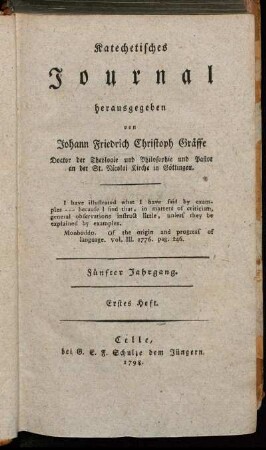 Katechetisches
Journal
herausgegeben
von
Johann Friedrich Christoph Gräffe
Doctor der Theologie und Philosophie und Pastor
an der St. Nicolai-Kirche in Göttingen.
I have illustrated what I have said by exam-
ples --- because I find that, in matters of criticism,
general observations instruct little, unless they be
explained by examples.
Monboddo. Of the origin and progress of
language. vol. III. 1776. pag. 246.
Fünfter Jahrgang.
Erstes Heft.
Celle,
bei G. E. F. Schulze dem Jüngern.
1798.